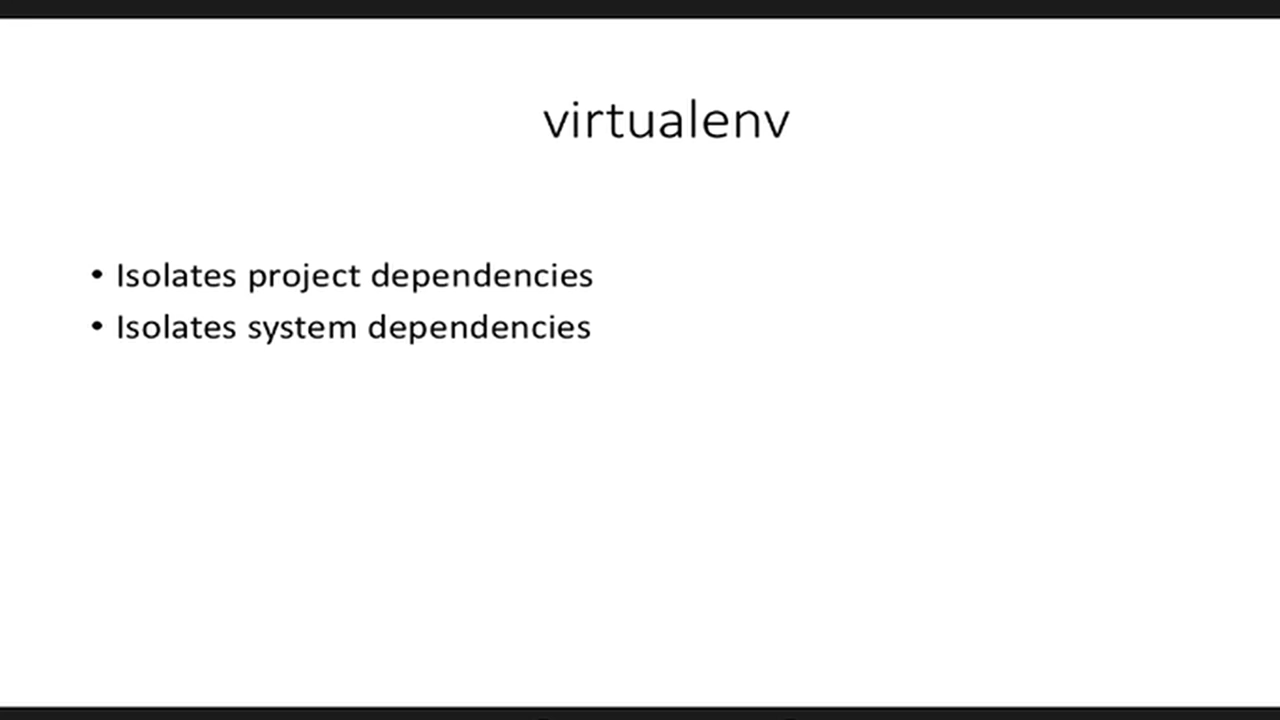 virtualenv
• Isolates project dependencies
• Isolates system dependencies